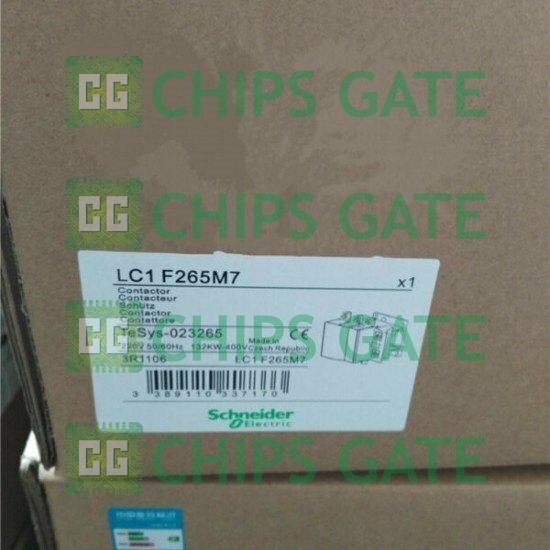 CG CHIPS GATE
CG CHIPS GATE
LC1 F265M7 x1
Contactor
Contacteur
Schütz
Contactor
Contattore
TeSys-023265 CE Made in
220V 50/60Hz 132KW-400V Czech Republic
3R1106 LC1 F265M7
3 389110 337170
Schneider
Electric
CG CHIPS GATE
CG CHIPS GATE